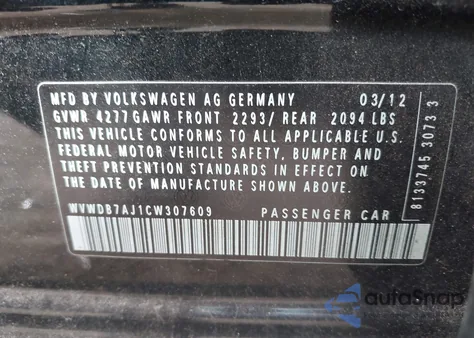 MFD BY VOLKSWAGEN AG GERMANY 03/12
GVWR 4277 GAWR FRONT 2293/ REAR 2094 LBS
THIS VEHICLE CONFORMS TO ALL APPLICABLE U.S.
FEDERAL MOTOR VEHICLE SAFETY, BUMPER AND
THEFT PREVENTION STANDARDS IN EFFECT ON THE
DATE OF MANUFACTURE SHOWN ABOVE.
WVWDB7AJ1CW307609 PASSENGER CAR
8133745 3073 3
autoSnap